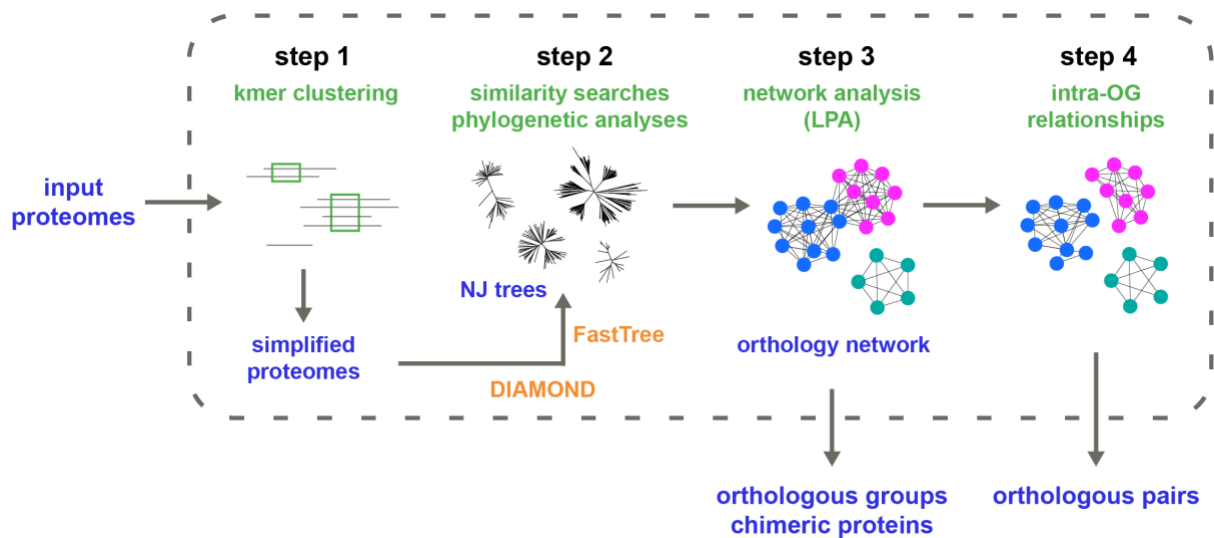 step 1
kmer clustering
step 2
similarity searches
phylogenetic analyses
step 3
network analysis
(LPA)
step 4
intra-OG
relationships
input
proteomes
NJ trees
simplified
proteomes
FastTree
DIAMOND
orthology network
orthologous groups
chimeric proteins
orthologous pairs